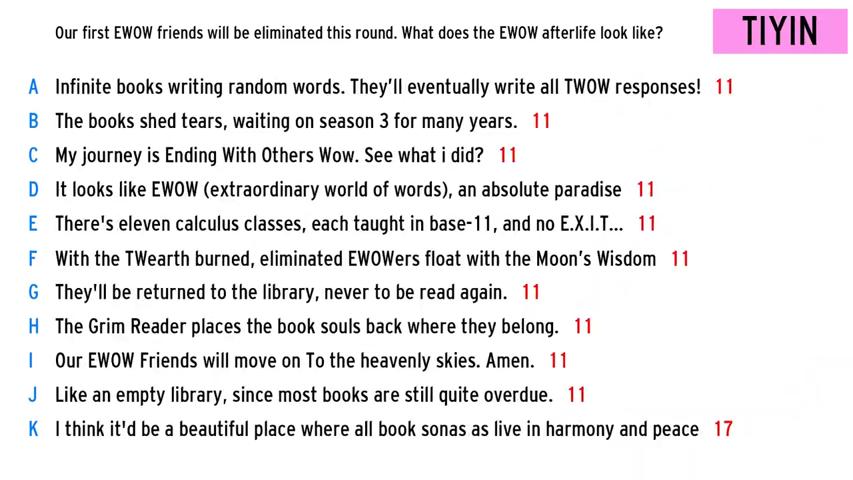 Our first EWOW friends will be eliminated this round. What does the EWOW afterlife look like?
TIYIN
A Infinite books writing random words. They'll eventually write all TWOW responses! 11
B The books shed tears, waiting on season 3 for many years. 11
C My journey is Ending With Others Wow. See what i did? 11
D It looks like EWOW (extraordinary world of words), an absolute paradise 11
E There's eleven calculus classes, each taught in base-11, and no E.X.I.T... 11
F With the TWearth burned, eliminated EWOWers float with the Moon's Wisdom 11
G They'll be returned to the library, never to be read again. 11
H The Grim Reader places the book souls back where they belong. 11
I Our EWOW Friends will move on To the heavenly skies. Amen. 11
J Like an empty library, since most books are still quite overdue. 11
K I think it'd be a beautiful place where all book sonas as live in harmony and peace 17